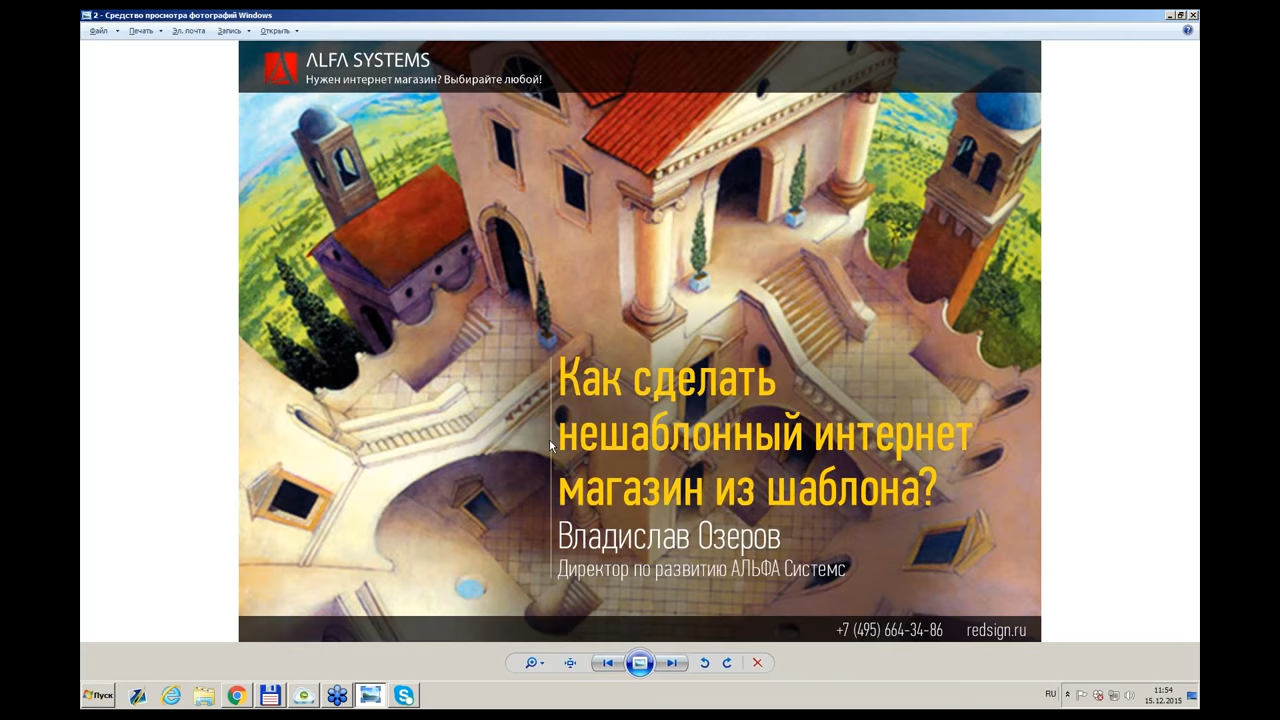 2 - Средство просмотра фотографий Windows
Файл Печать Эл. почта Запись Открыть
ΛLFA SYSTEMS
Нужен интернет магазин? Выбирайте любой!
Как сделать
нешаблонный интернет
магазин из шаблона?
Владислав Озеров
Директор по развитию АЛЬФА Системс
+7 (495) 664-34-86 redsign.ru
Пуск
RU
11:54
15.12.2015